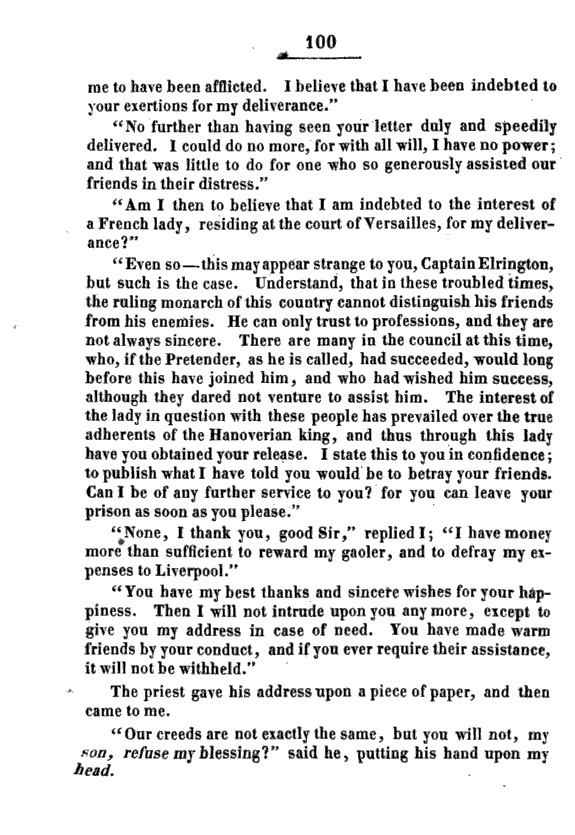 100
me to have been afflicted. I believe that I have been indebted to
your exertions for my deliverance."
"No further than having seen your letter duly and speedily
delivered. I could do no more, for with all will, I have no power;
and that was little to do for one who so generously assisted our
friends in their distress."
"Am I then to believe that I am indebted to the interest of
a French lady, residing at the court of Versailles, for my deliver-
ance?"
"Even so—this may appear strange to you, Captain Elrington,
but such is the case. Understand, that in these troubled times,
the ruling monarch of this country cannot distinguish his friends
from his enemies. He can only trust to professions, and they are
not always sincere. There are many in the council at this time,
who, if the Pretender, as he is called, had succeeded, would long
before this have joined him, and who had wished him success,
although they dared not venture to assist him. The interest of
the lady in question with these people has prevailed over the true
adherents of the Hanoverian king, and thus through this lady
have you obtained your release. I state this to you in confidence;
to publish what I have told you would be to betray your friends.
Can I be of any further service to you? for you can leave your
prison as soon as you please."
"None, I thank you, good Sir," replied I; "I have money
more than sufficient to reward my gaoler, and to defray my ex-
penses to Liverpool."
"You have my best thanks and sincere wishes for your hap-
piness. Then I will not intrude upon you any more, except to
give you my address in case of need. You have made warm
friends by your conduct, and if you ever require their assistance,
it will not be withheld."
The priest gave his address upon a piece of paper, and then
came to me.
"Our creeds are not exactly the same, but you will not, my
son, refuse my blessing?" said he, putting his hand upon my
head.